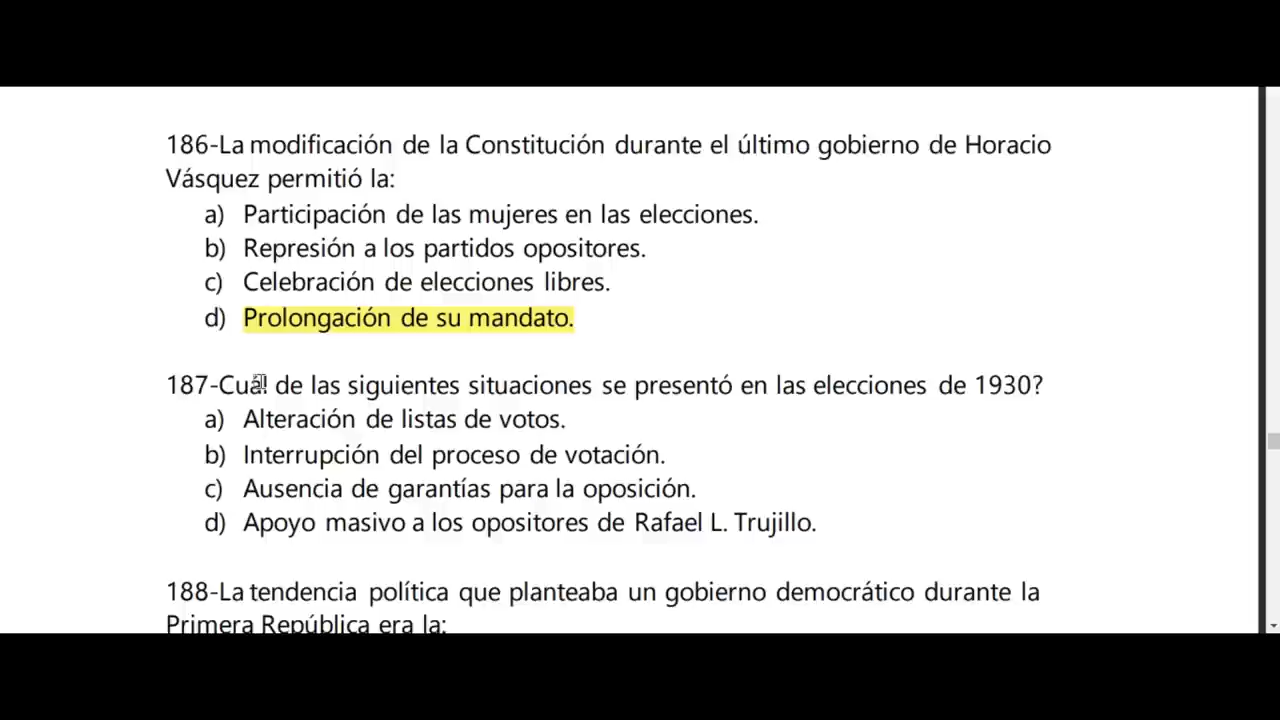 186-La modificación de la Constitución durante el último gobierno de Horacio
Vásquez permitió la:
a) Participación de las mujeres en las elecciones.
b) Represión a los partidos opositores.
c) Celebración de elecciones libres.
d) Prolongación de su mandato.
187-Cuál de las siguientes situaciones se presentó en las elecciones de 1930?
a) Alteración de listas de votos.
b) Interrupción del proceso de votación.
c) Ausencia de garantías para la oposición.
d) Apoyo masivo a los opositores de Rafael L. Trujillo.
188-La tendencia política que planteaba un gobierno democrático durante la
Primera República era la: